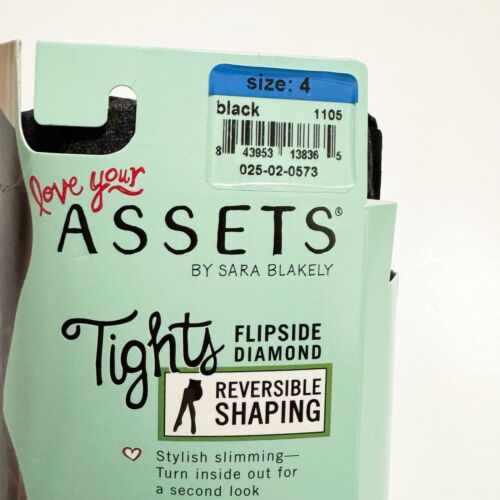 size: 4
black 1105
8 43953 13836 5
025-02-0573
love your
ASSETS®
BY SARA BLAKELY
Tights FLIPSIDE
DIAMOND
REVERSIBLE
SHAPING
Stylish slimming—
Turn inside out for
a second look